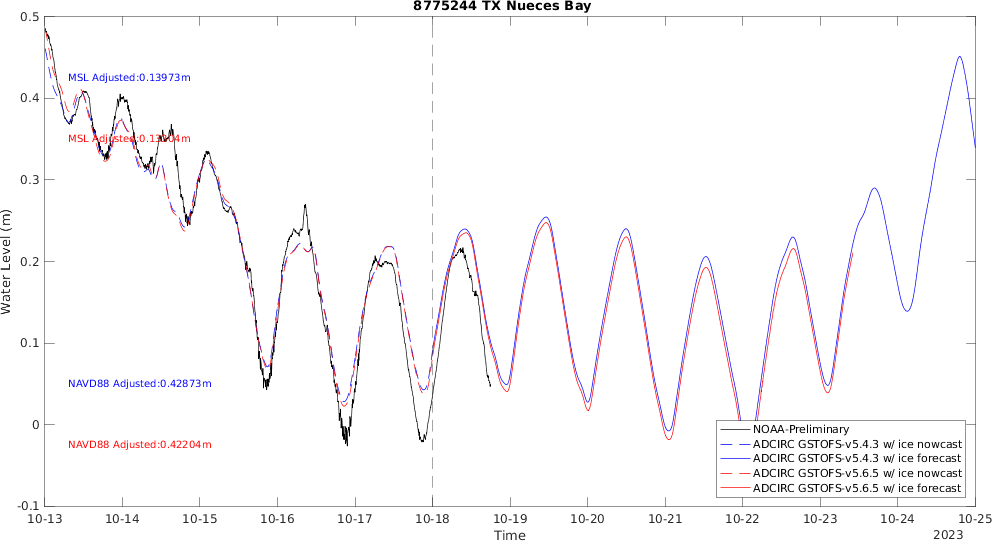 8775244 TX Nueces Bay
0.5
0.4
0.3
0.2
0.1
0
-0.1
Water Level (m)
MSL Adjusted:0.13973m
MSL Adjusted:
NAVD88 Adjusted:0.42873m
NAVD88 Adjusted:0.42204m
NOAA-Preliminary
ADCIRC GSTOFS-v5.4.3 w/ ice nowcast
ADCIRC GSTOFS-v5.4.3 w/ ice forecast
ADCIRC GSTOFS-v5.6.5 w/ ice nowcast
ADCIRC GSTOFS-v5.6.5 w/ ice forecast
10-13 10-14 10-15 10-16 10-17 10-18 10-19 10-20 10-21 10-22 10-23 10-24 10-25
Time
2023